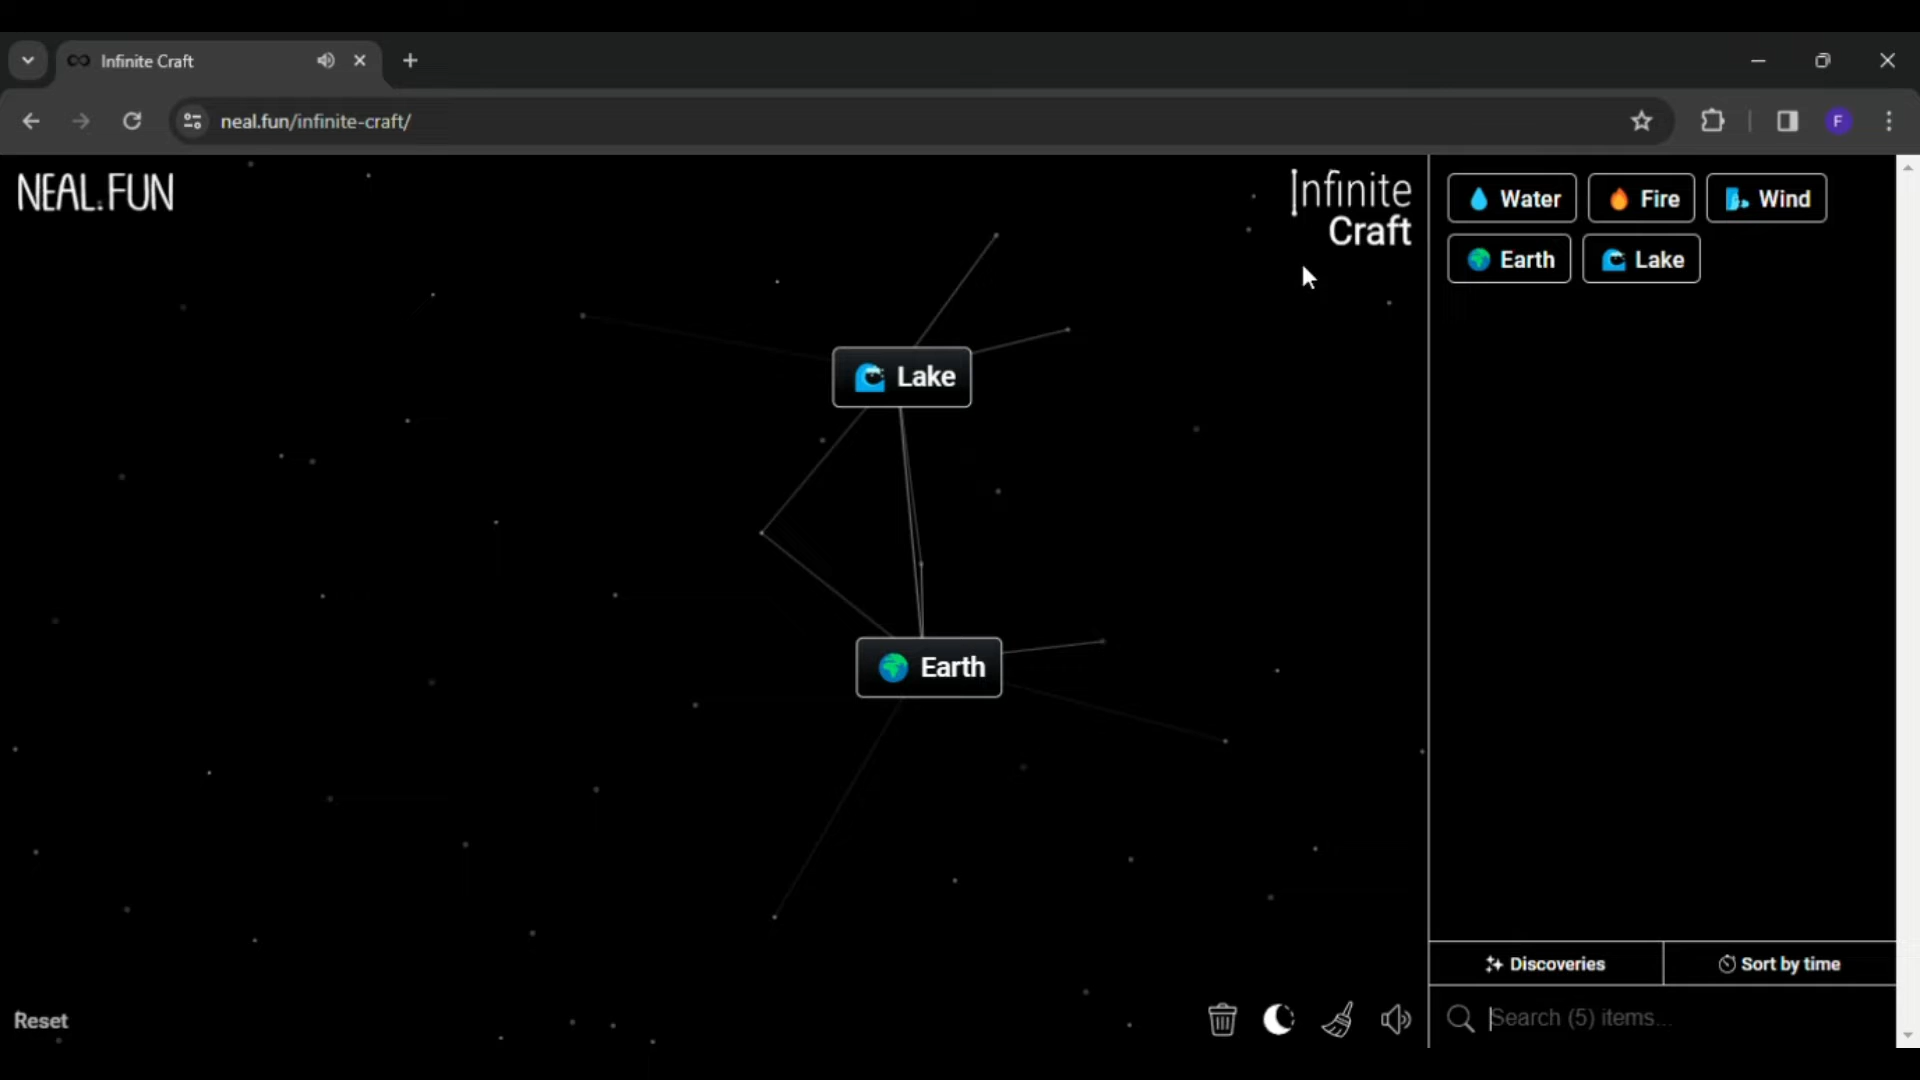 Infinite Craft
neal.fun/infinite-craft/
F
NEAL.FUN
Infinite
Craft
Water
Fire
Wind
Earth
Lake
Lake
Earth
Discoveries
Sort by time
Reset
Search (5) items...